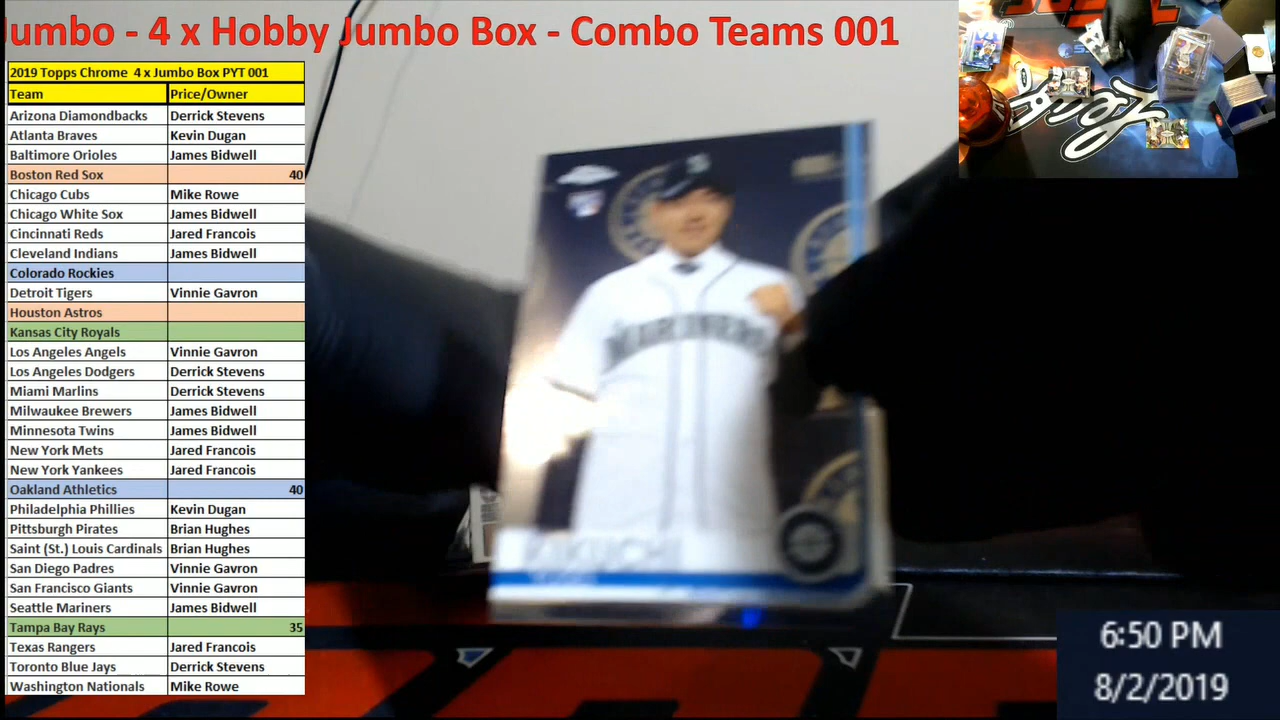 Jumbo - 4 x Hobby Jumbo Box - Combo Teams 001
2019 Topps Chrome 4 x Jumbo Box PYT 001
Team Price/Owner
Arizona Diamondbacks Derrick Stevens
Atlanta Braves Kevin Dugan
Baltimore Orioles James Bidwell
Boston Red Sox 40
Chicago Cubs Mike Rowe
Chicago White Sox James Bidwell
Cincinnati Reds Jared Francois
Cleveland Indians James Bidwell
Colorado Rockies
Detroit Tigers Vinnie Gavron
Houston Astros
Kansas City Royals
Los Angeles Angels Vinnie Gavron
Los Angeles Dodgers Derrick Stevens
Miami Marlins Derrick Stevens
Milwaukee Brewers James Bidwell
Minnesota Twins James Bidwell
New York Mets Jared Francois
New York Yankees Jared Francois
Oakland Athletics 40
Philadelphia Phillies Kevin Dugan
Pittsburgh Pirates Brian Hughes
Saint (St.) Louis Cardinals Brian Hughes
San Diego Padres Vinnie Gavron
San Francisco Giants Vinnie Gavron
Seattle Mariners James Bidwell
Tampa Bay Rays 35
Texas Rangers Jared Francois
Toronto Blue Jays Derrick Stevens
Washington Nationals Mike Rowe
MARINERS
KIKUCHI
6:50 PM
8/2/2019